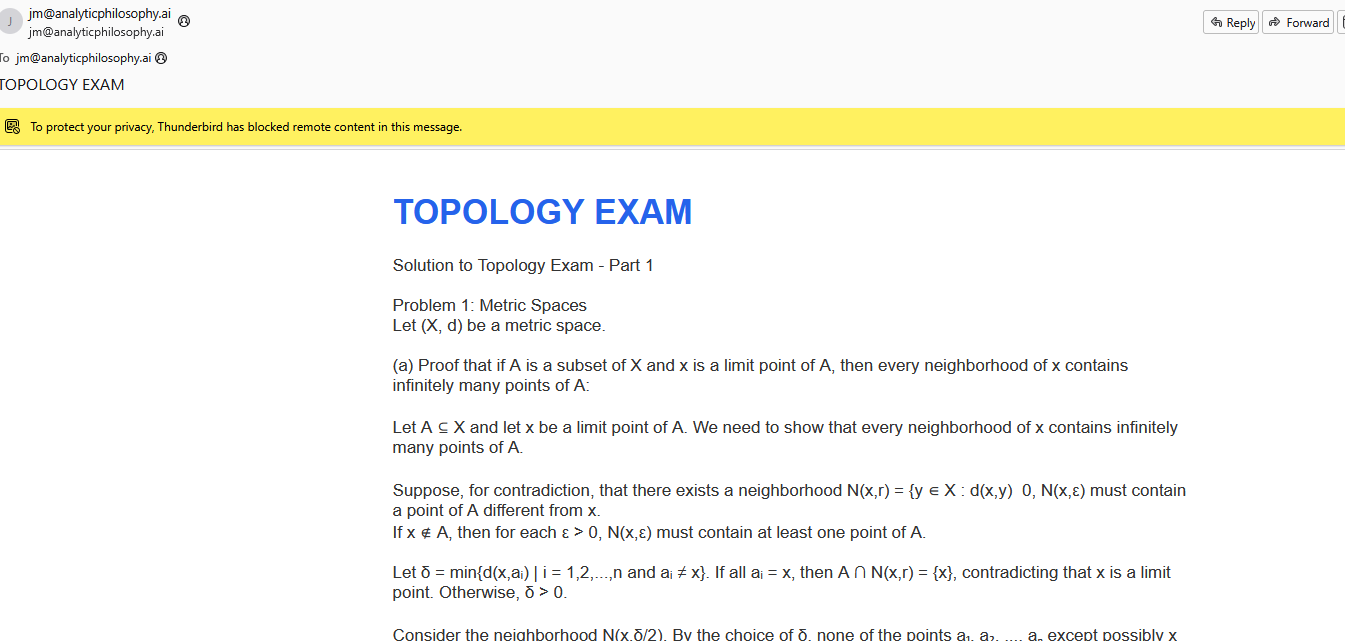 J
jm@analyticphilosophy.ai
jm@analyticphilosophy.ai
Reply
Forward
To jm@analyticphilosophy.ai
TOPOLOGY EXAM
To protect your privacy, Thunderbird has blocked remote content in this message.
TOPOLOGY EXAM
Solution to Topology Exam - Part 1
Problem 1: Metric Spaces
Let (X, d) be a metric space.
(a) Proof that if A is a subset of X and x is a limit point of A, then every neighborhood of x contains
infinitely many points of A:
Let A ⊆ X and let x be a limit point of A. We need to show that every neighborhood of x contains infinitely
many points of A.
Suppose, for contradiction, that there exists a neighborhood N(x,r) = {y ∈ X : d(x,y)  0, N(x,ε) must contain
a point of A different from x.
If x ∉ A, then for each ε > 0, N(x,ε) must contain at least one point of A.
Let δ = min{d(x,aᵢ) | i = 1,2,...,n and aᵢ ≠ x}. If all aᵢ = x, then A ∩ N(x,r) = {x}, contradicting that x is a limit
point. Otherwise, δ > 0.
Consider the neighborhood N(x,δ/2). By the choice of δ, none of the points a₁, a₂, ..., aₙ except possibly x